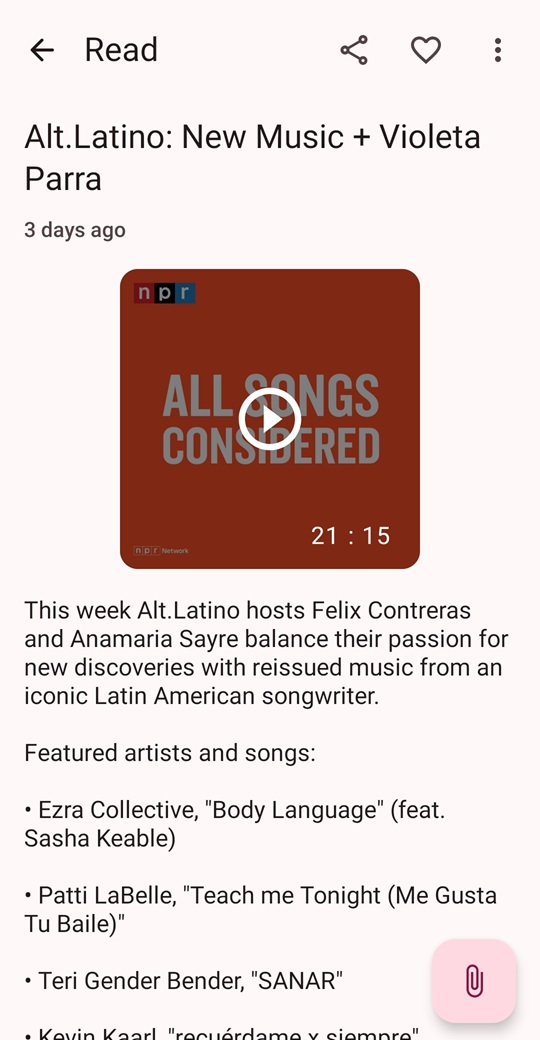 Read
Alt.Latino: New Music + Violeta
Parra
3 days ago
npr
ALL SONGS
CONSIDERED
21 : 15
npr Network
This week Alt.Latino hosts Felix Contreras
and Anamaria Sayre balance their passion for
new discoveries with reissued music from an
iconic Latin American songwriter.
Featured artists and songs:
• Ezra Collective, "Body Language" (feat.
Sasha Keable)
• Patti LaBelle, "Teach me Tonight (Me Gusta
Tu Baile)"
• Teri Gender Bender, "SANAR"
• Kevin Kaarl, "recuérdame x siempre"